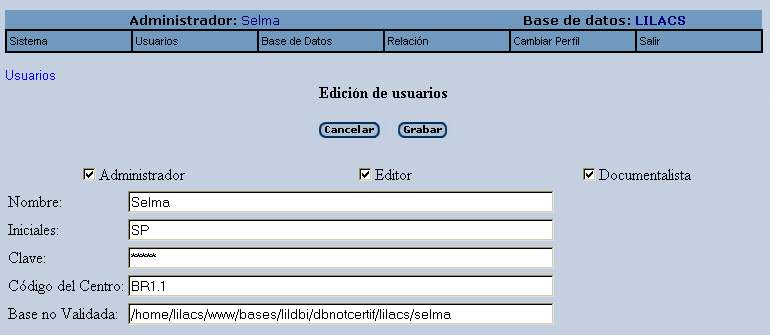 Administrador: Selma Base de datos: LILACS
Sistema Usuarios Base de Datos Relación Cambiar Perfil Salir
Usuarios
Edición de usuarios
Cancelar Grabar
Administrador Editor Documentalista
Nombre: Selma
Iniciales: SP
Clave: *****
Código del Centro: BR1.1
Base no Validada: /home/lilacs/www/bases/lildbi/dbnotcertif/lilacs/selma